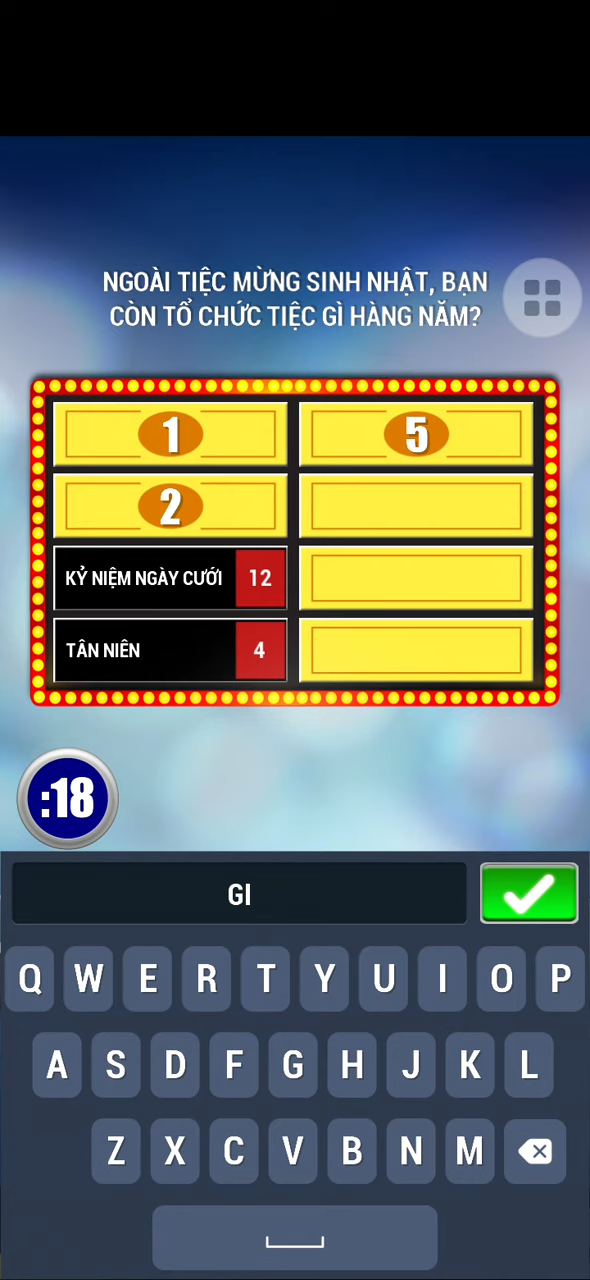 NGOÀI TIỆC MỪNG SINH NHẬT, BẠN
CÒN TỔ CHỨC TIỆC GÌ HÀNG NĂM?
1
5
2
KỶ NIỆM NGÀY CƯỚI 12
TÂN NIÊN 4
:18
GI
Q W E R T Y U I O P
A S D F G H J K L
Z X C V B N M